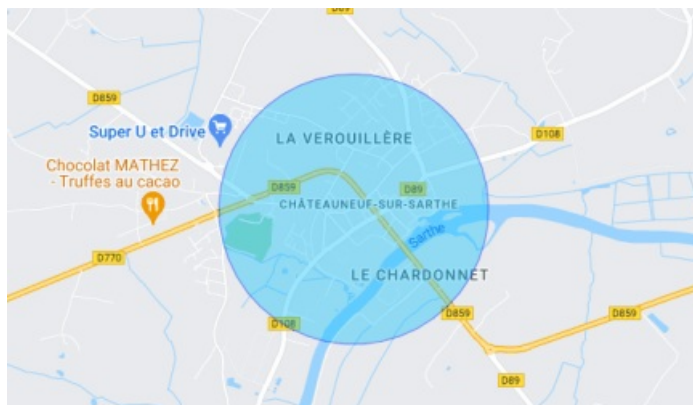 D89
D859
Super U et Drive
LA VEROUILLÈRE
D108
Chocolat MATHEZ
- Truffes au cacao
D859
D89
CHÂTEAUNEUF-SUR-SARTHE
Sarthe
D770
LE CHARDONNET
D108
D859
D859
D89